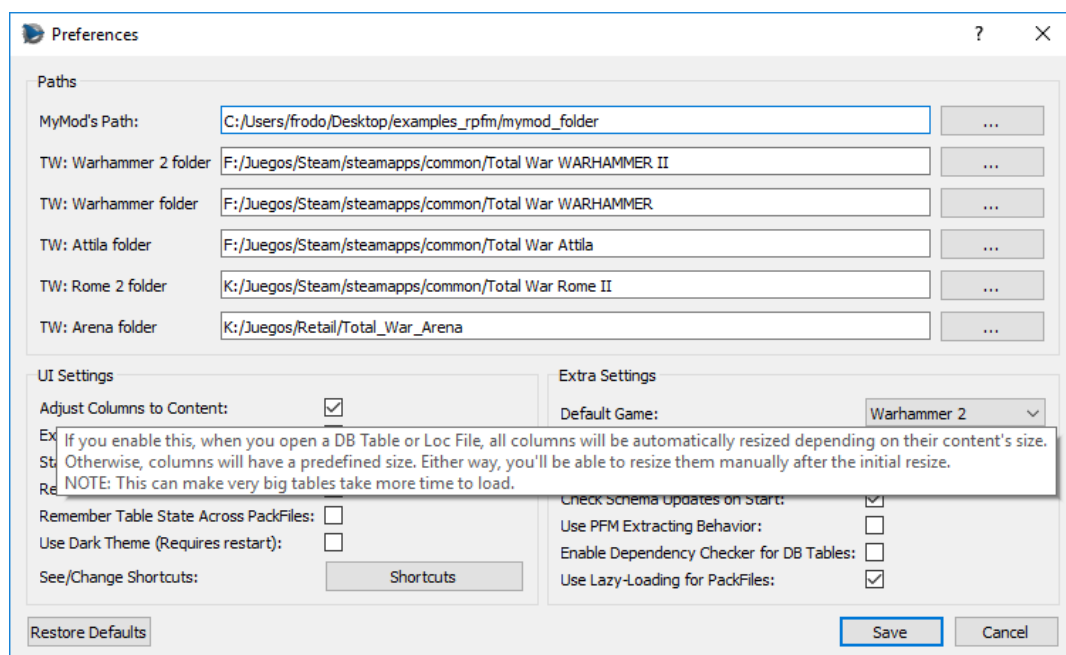 Preferences
?
Paths
MyMod's Path: C:/Users/frodo/Desktop/examples_rpfm/mymod_folder ...
TW: Warhammer 2 folder F:/Juegos/Steam/steamapps/common/Total War WARHAMMER II ...
TW: Warhammer folder F:/Juegos/Steam/steamapps/common/Total War WARHAMMER ...
TW: Attila folder F:/Juegos/Steam/steamapps/common/Total War Attila ...
TW: Rome 2 folder K:/Juegos/Steam/steamapps/common/Total War Rome II ...
TW: Arena folder K:/Juegos/Retail/Total_War_Arena ...
UI Settings
Adjust Columns to Content:
Ex
Sta
Re
Remember Table State Across PackFiles:
Use Dark Theme (Requires restart):
See/Change Shortcuts: Shortcuts
Extra Settings
Default Game: Warhammer 2
If you enable this, when you open a DB Table or Loc File, all columns will be automatically resized depending on their content's size.
Otherwise, columns will have a predefined size. Either way, you'll be able to resize them manually after the initial resize.
NOTE: This can make very big tables take more time to load.
Check Schema Updates on Start:
Use PFM Extracting Behavior:
Enable Dependency Checker for DB Tables:
Use Lazy-Loading for PackFiles:
Restore Defaults
Save
Cancel